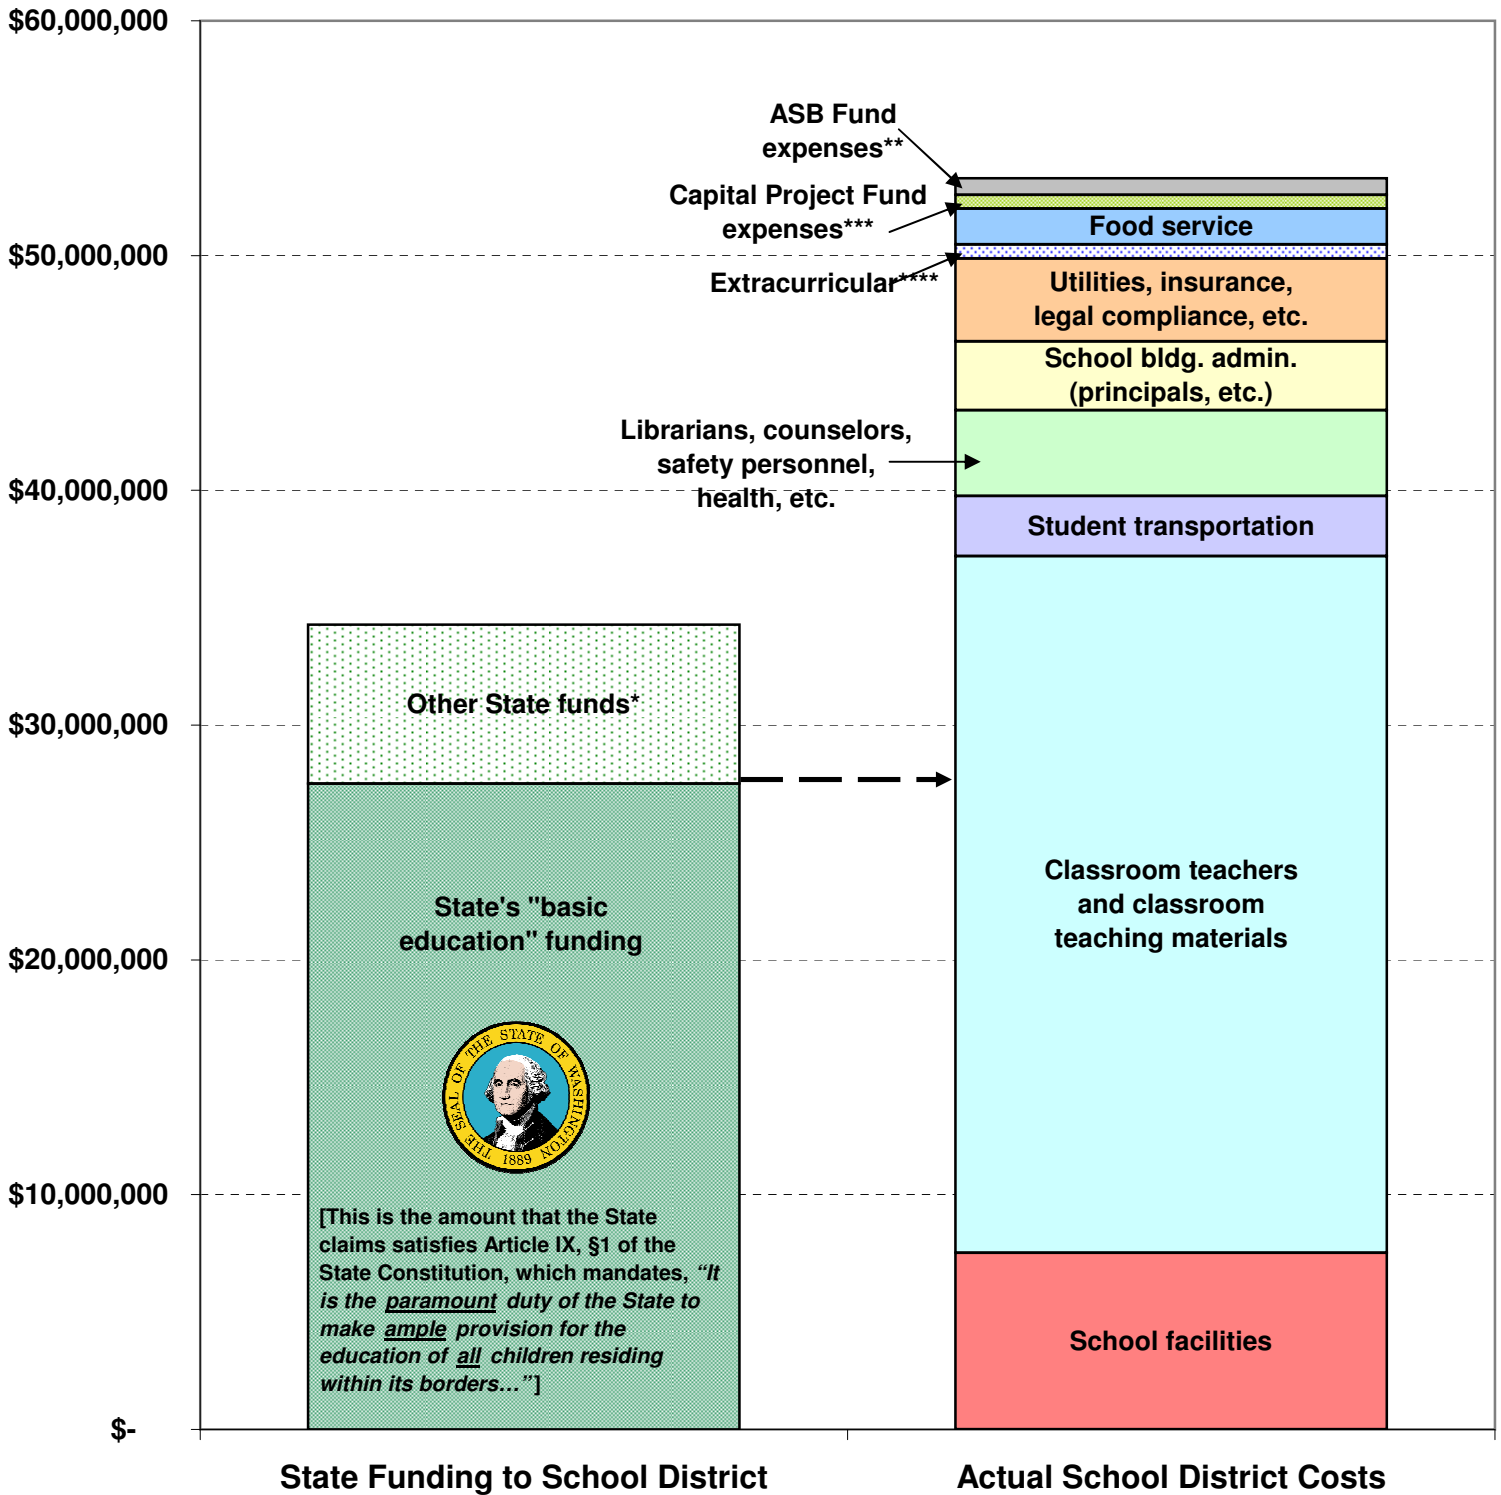 $60,000,000
ASB Fund
expenses**
Capital Project Fund
expenses***
Food service
$50,000,000
Extracurricular****
Utilities, insurance,
legal compliance, etc.
School bldg. admin.
(principals, etc.)
Librarians, counselors,
safety personnel,
health, etc.
$40,000,000
Student transportation
Other State funds*
$30,000,000
Classroom teachers
and classroom
teaching materials
State's "basic
education" funding
$20,000,000
THE SEAL OF THE STATE OF WASHINGTON
1889
$10,000,000
[This is the amount that the State
claims satisfies Article IX, §1 of the
State Constitution, which mandates, “It
is the paramount duty of the State to
make ample provision for the
education of all children residing
within its borders…”]
School facilities
$-
State Funding to School District
Actual School District Costs